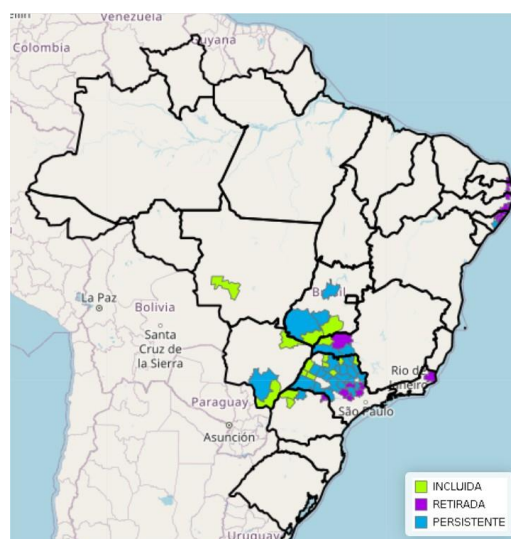 Venezuela
Colombia
Guyana
La Paz
Bolivia
Santa
Cruz de
la Sierra
Rio de
Janeiro
São Paulo
Paraguay
Asunción
Uruguay
INCLUIDA
RETIRADA
PERSISTENTE